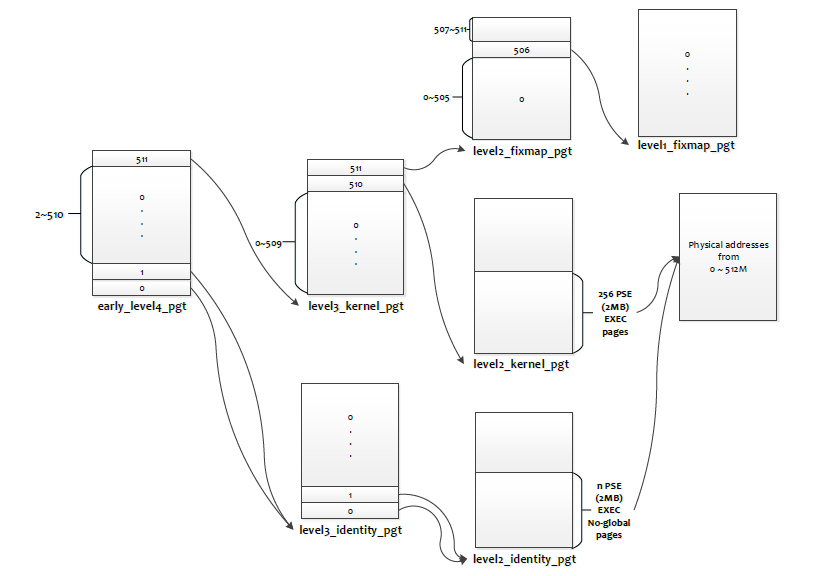 511
2~510
0
1
0
early_level4_pgt
511
510
0~509
0
level3_kernel_pgt
507~511
506
0~505
0
level2_fixmap_pgt
0
level1_fixmap_pgt
256 PSE
(2MB)
EXEC
pages
level2_kernel_pgt
Physical addresses
from
0 ~ 512M
0
1
0
level3_identity_pgt
n PSE
(2MB)
EXEC
No-global
pages
level2_identity_pgt